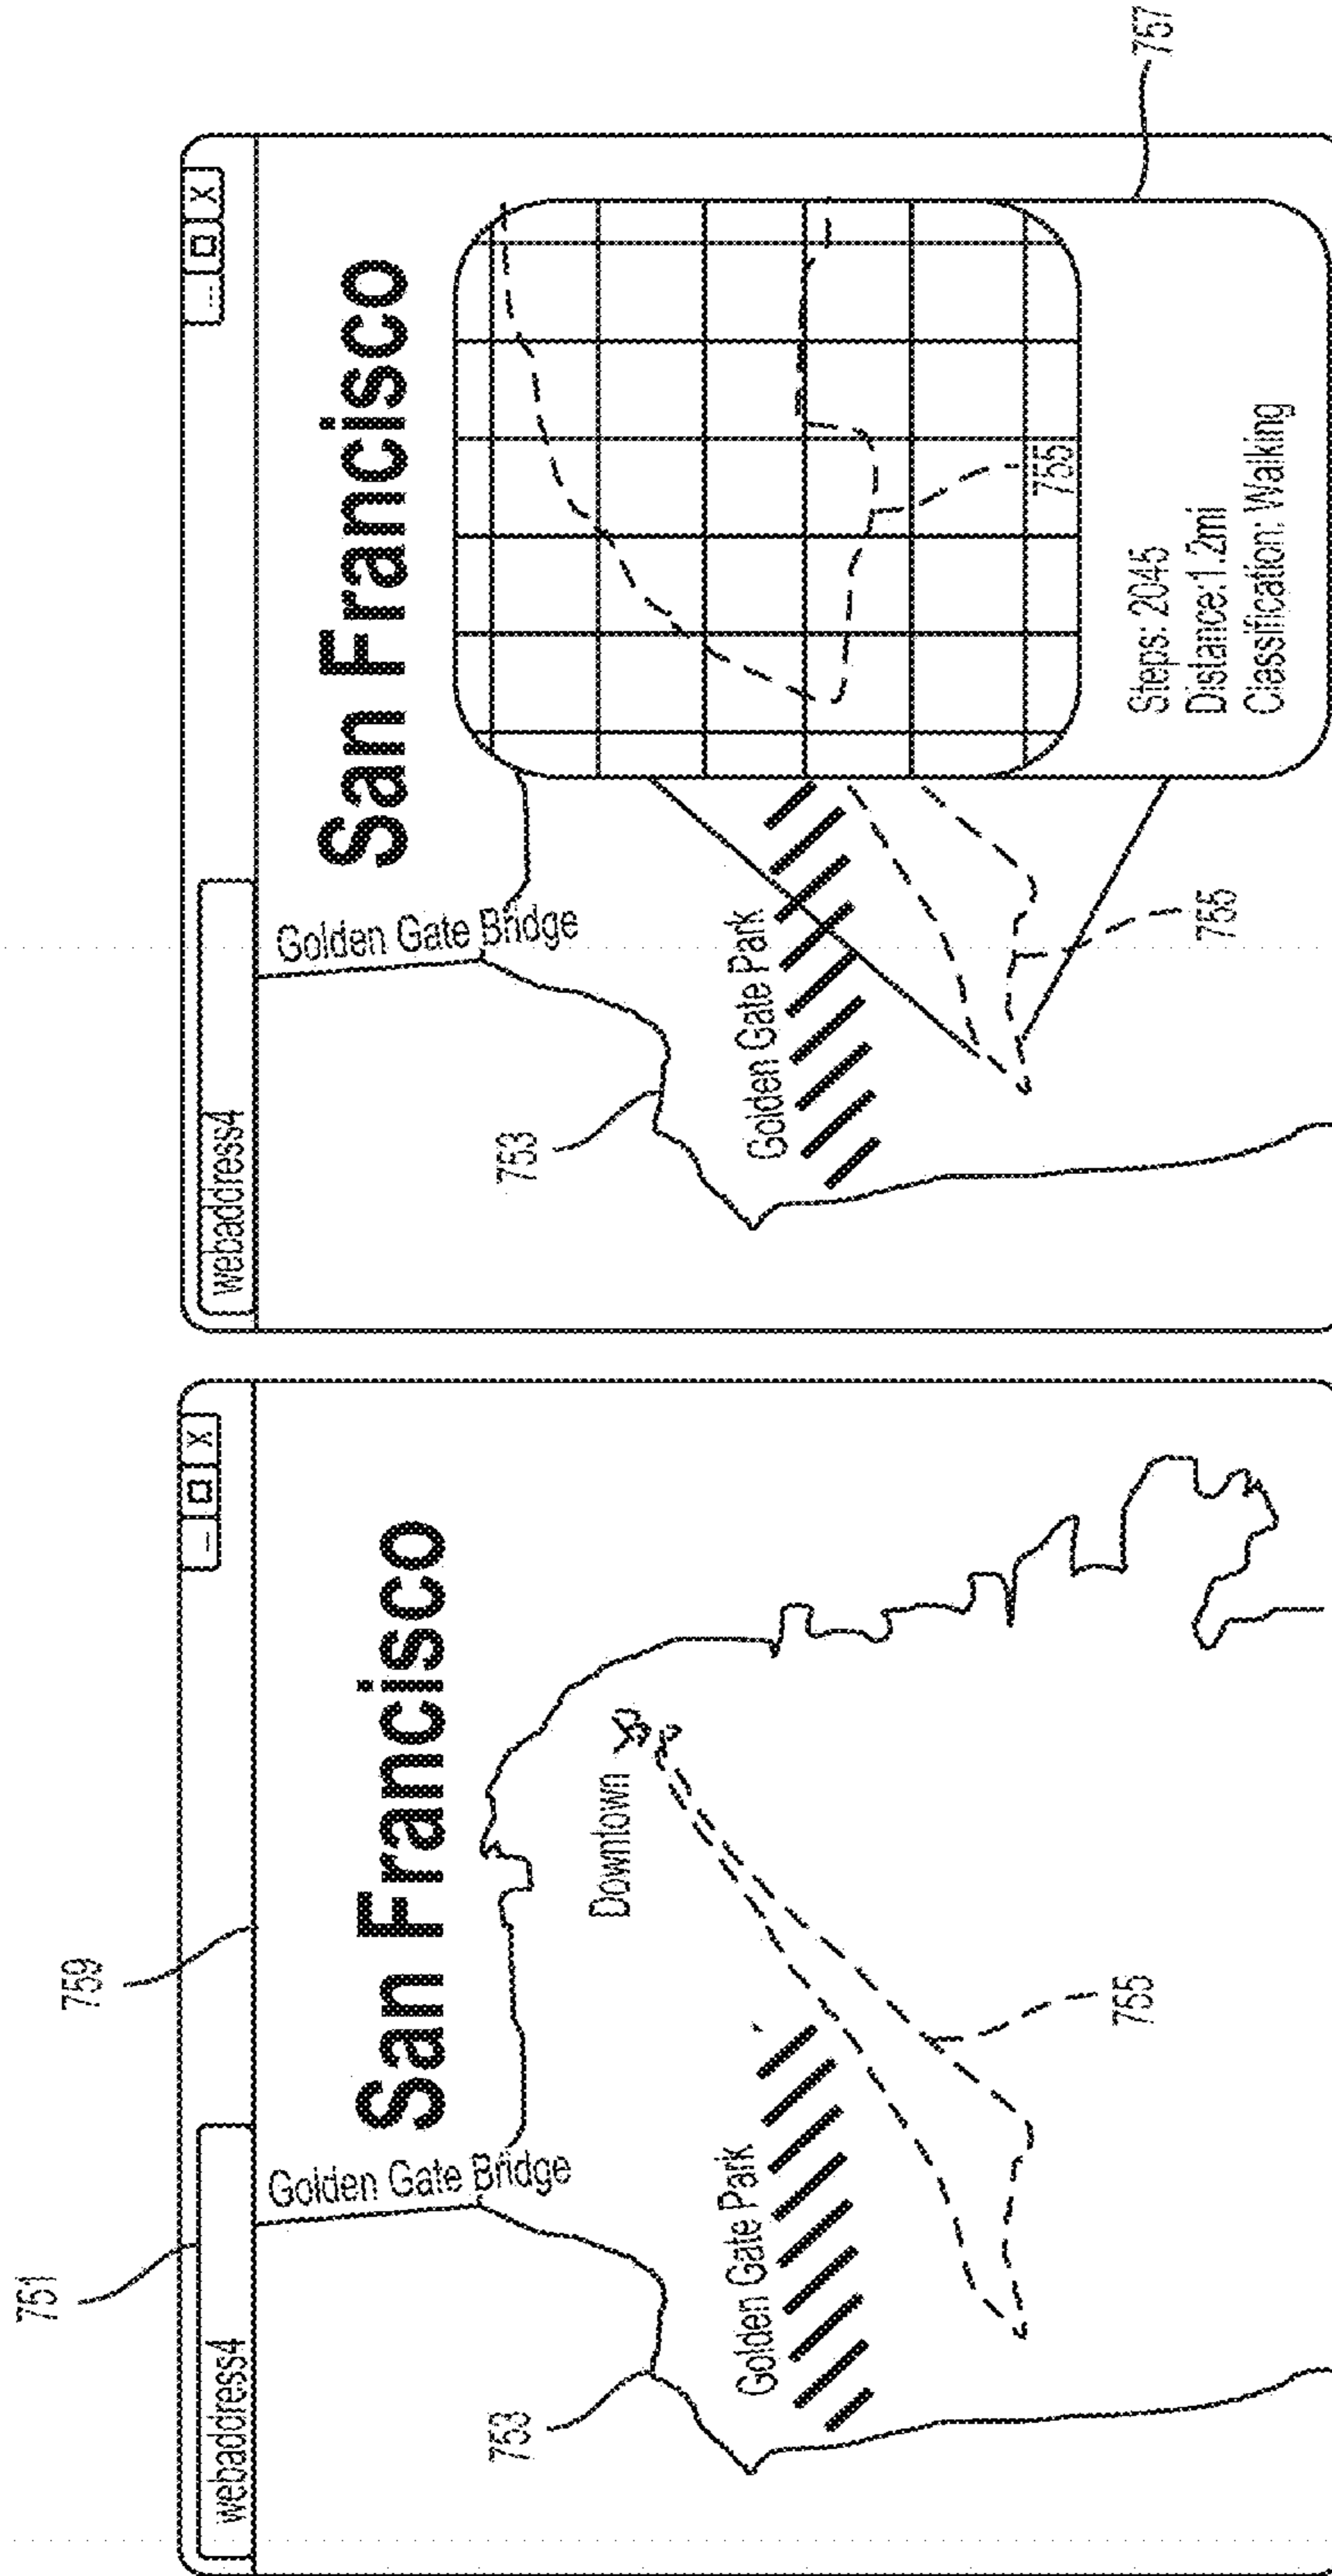 751
759
webaddress4
_ □ X
Golden Gate Bridge
San Francisco
753
Downtown
Golden Gate Park
755
webaddress4
... □ X
Golden Gate Bridge
San Francisco
753
Golden Gate Park
755
755
Steps: 2045
Distance:1.2mi
Classification: Walking
757